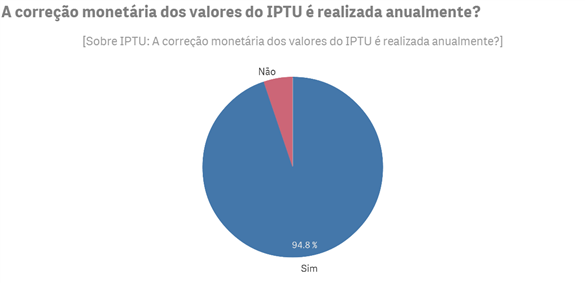 A correção monetária dos valores do IPTU é realizada anualmente?
[Sobre IPTU: A correção monetária dos valores do IPTU é realizada anualmente?]
Não
94.8 %
Sim